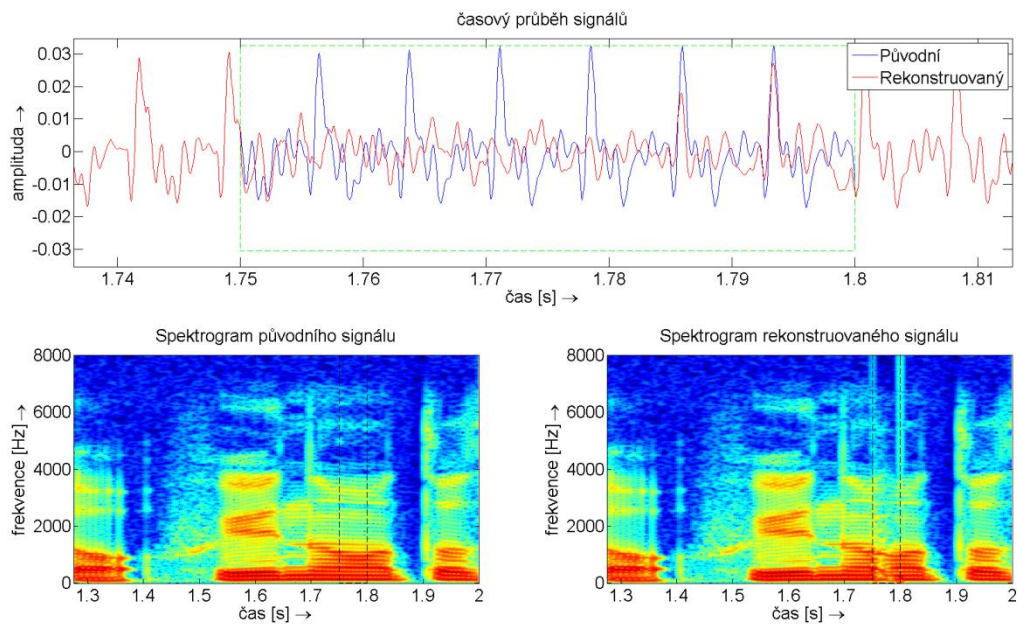 časový průběh signálů
amplituda →
0.03
0.02
0.01
0
-0.01
-0.02
-0.03
Původní
Rekonstruovaný
1.74 1.75 1.76 1.77 1.78 1.79 1.8 1.81
čas [s] →
Spektrogram původního signálu
frekvence [Hz] →
8000
6000
4000
2000
0
1.3 1.4 1.5 1.6 1.7 1.8 1.9 2
čas [s] →
Spektrogram rekonstruovaného signálu
frekvence [Hz] →
8000
6000
4000
2000
0
1.3 1.4 1.5 1.6 1.7 1.8 1.9 2
čas [s] →